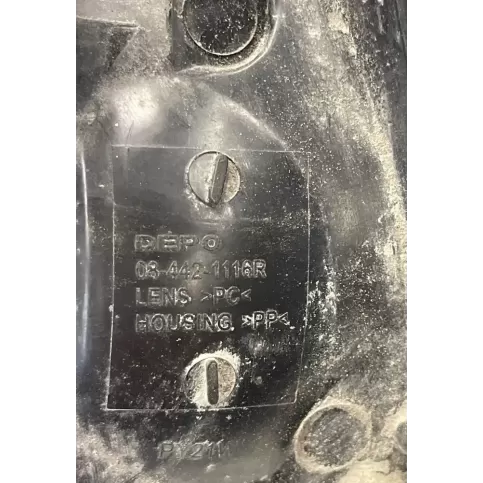 DEPO
03-442-1116R
LENS >PC<
HOUSING >PP<